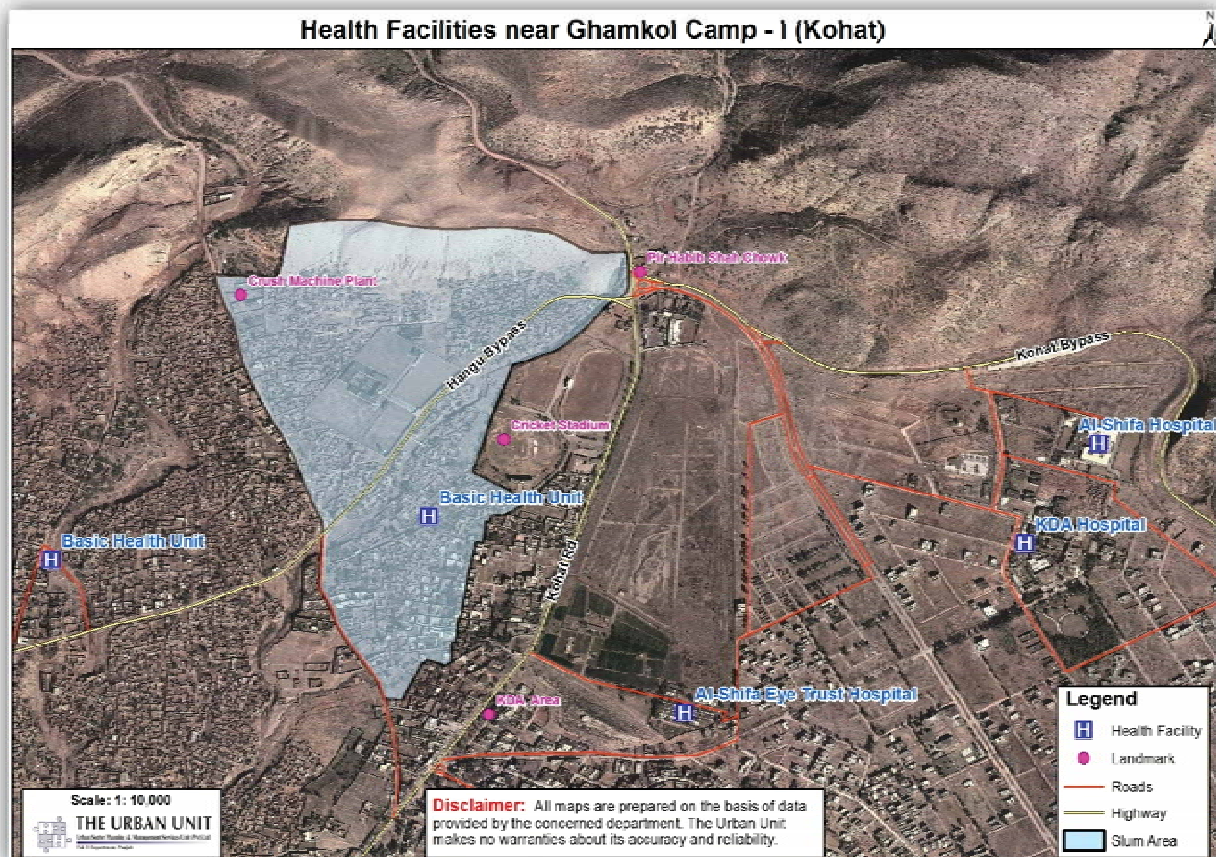 Health Facilities near Ghamkol Camp - I (Kohat)
N
Pir Habib Shah Chowk
Crush Machine Plant
Hangu Bypass
Kohat Bypass
Cricket Stadium
Al-Shifa Hospital
Basic Health Unit
KDA Hospital
Basic Health Unit
Kohat Rd
KDA Area
Al-Shifa Eye Trust Hospital
Legend
Health Facility
Landmark
Roads
Highway
Slum Area
Scale: 1: 10,000
THE URBAN UNIT
Disclaimer: All maps are prepared on the basis of data
provided by the concerned department. The Urban Unit
makes no warranties about its accuracy and reliability.